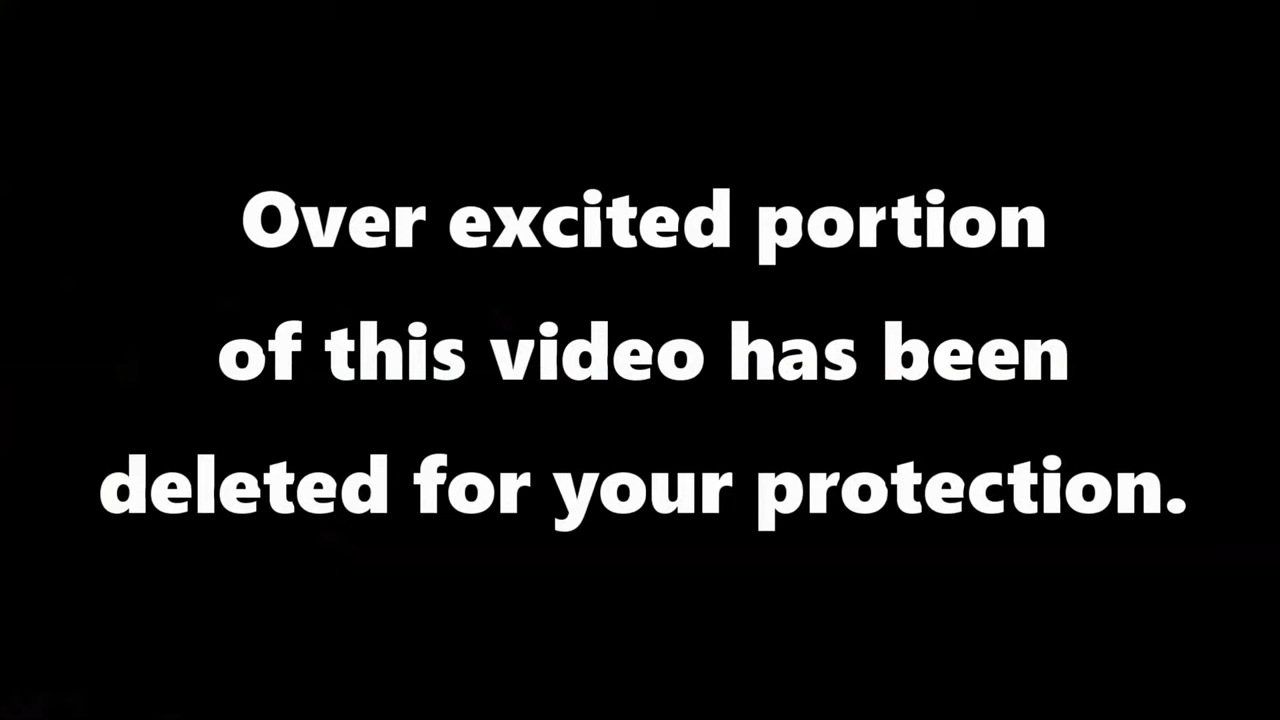 Over excited portion
of this video has been
deleted for your protection.